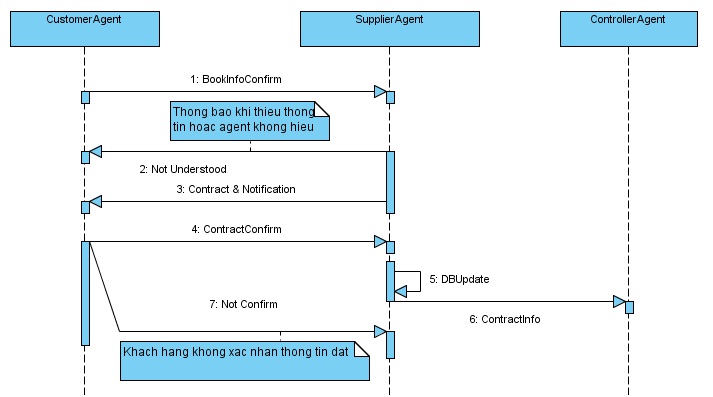 CustomerAgent
SupplierAgent
ControllerAgent
1: BookInfoConfirm
Thong bao khi thieu thong
tin hoac agent khong hieu
2: Not Understood
3: Contract & Notification
4: ContractConfirm
5: DBUpdate
7: Not Confirm
6: ContractInfo
Khach hang khong xac nhan thong tin dat